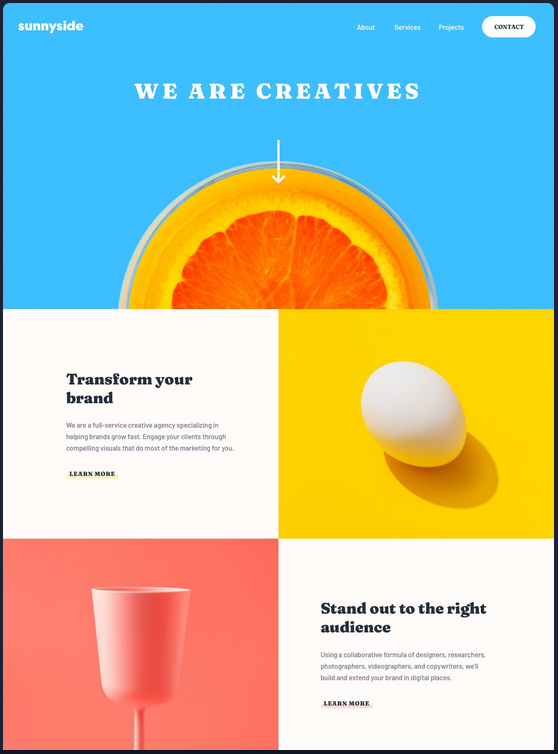 sunnyside
About Services Projects CONTACT
WE ARE CREATIVES
Transform your
brand
We are a full-service creative agency specializing in
helping brands grow fast. Engage your clients through
compelling visuals that do most of the marketing for you.
LEARN MORE
Stand out to the right
audience
Using a collaborative formula of designers, researchers,
photographers, videographers, and copywriters, we'll
build and extend your brand in digital places.
LEARN MORE